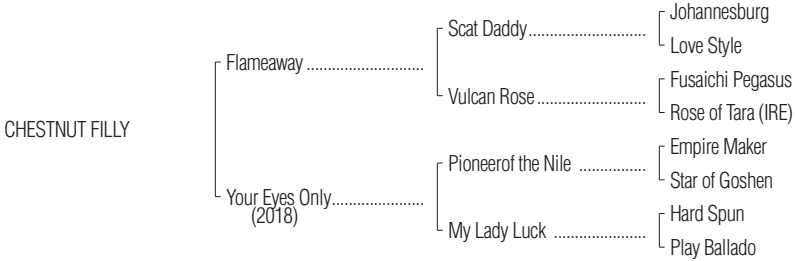 Johannesburg
Scat Daddy
Love Style
Flameaway
Fusaichi Pegasus
Vulcan Rose
Rose of Tara (IRE)
CHESTNUT FILLY
Empire Maker
Pioneerof the Nile
Star of Goshen
Your Eyes Only
(2018)
Hard Spun
My Lady Luck
Play Ballado